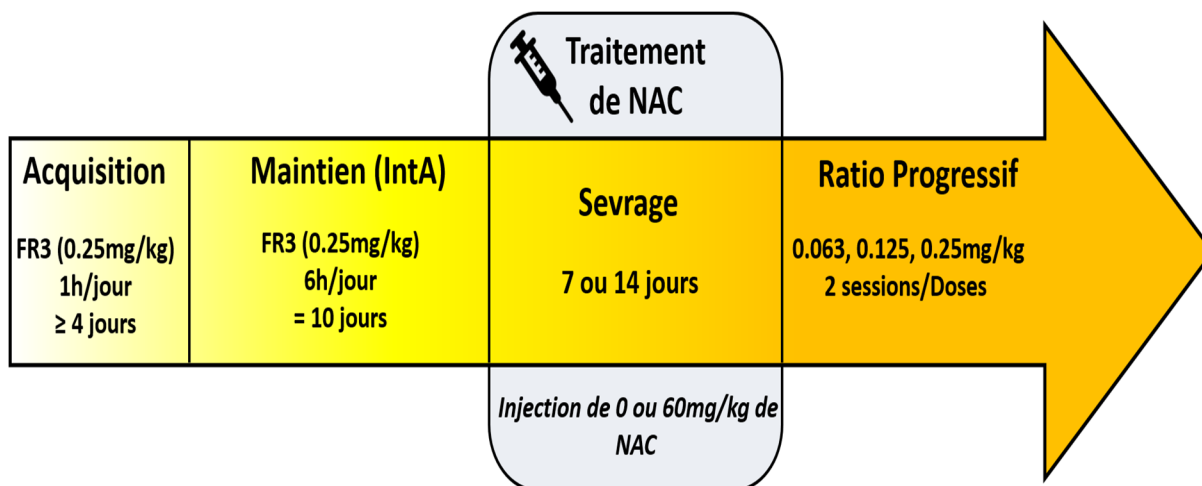 Traitement
de NAC
Acquisition
FR3 (0.25mg/kg)
1h/jour
≥ 4 jours
Maintien (IntA)
FR3 (0.25mg/kg)
6h/jour
= 10 jours
Sevrage
7 ou 14 jours
Ratio Progressif
0.063, 0.125, 0.25mg/kg
2 sessions/Doses
Injection de 0 ou 60mg/kg de
NAC